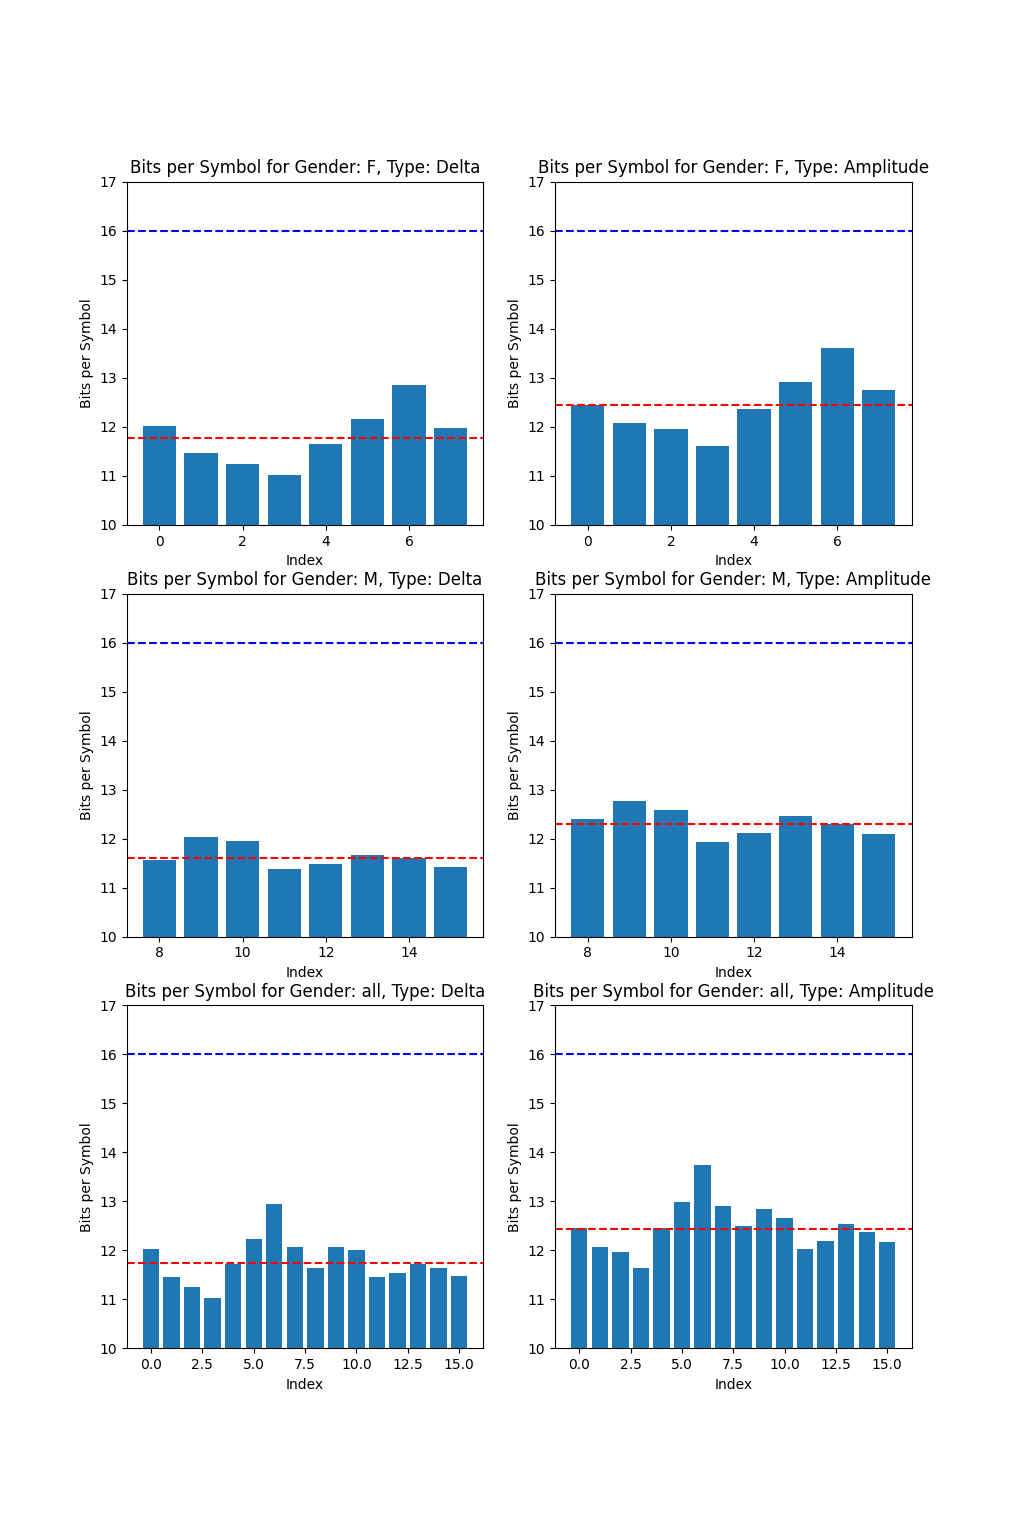 Bits per Symbol for Gender: F, Type: Delta
Bits per Symbol
17
16
15
14
13
12
11
10
0 2 4 6
Index
Bits per Symbol for Gender: F, Type: Amplitude
Bits per Symbol
17
16
15
14
13
12
11
10
0 2 4 6
Index
Bits per Symbol for Gender: M, Type: Delta
Bits per Symbol
17
16
15
14
13
12
11
10
8 10 12 14
Index
Bits per Symbol for Gender: M, Type: Amplitude
Bits per Symbol
17
16
15
14
13
12
11
10
8 10 12 14
Index
Bits per Symbol for Gender: all, Type: Delta
Bits per Symbol
17
16
15
14
13
12
11
10
0.0 2.5 5.0 7.5 10.0 12.5 15.0
Index
Bits per Symbol for Gender: all, Type: Amplitude
Bits per Symbol
17
16
15
14
13
12
11
10
0.0 2.5 5.0 7.5 10.0 12.5 15.0
Index